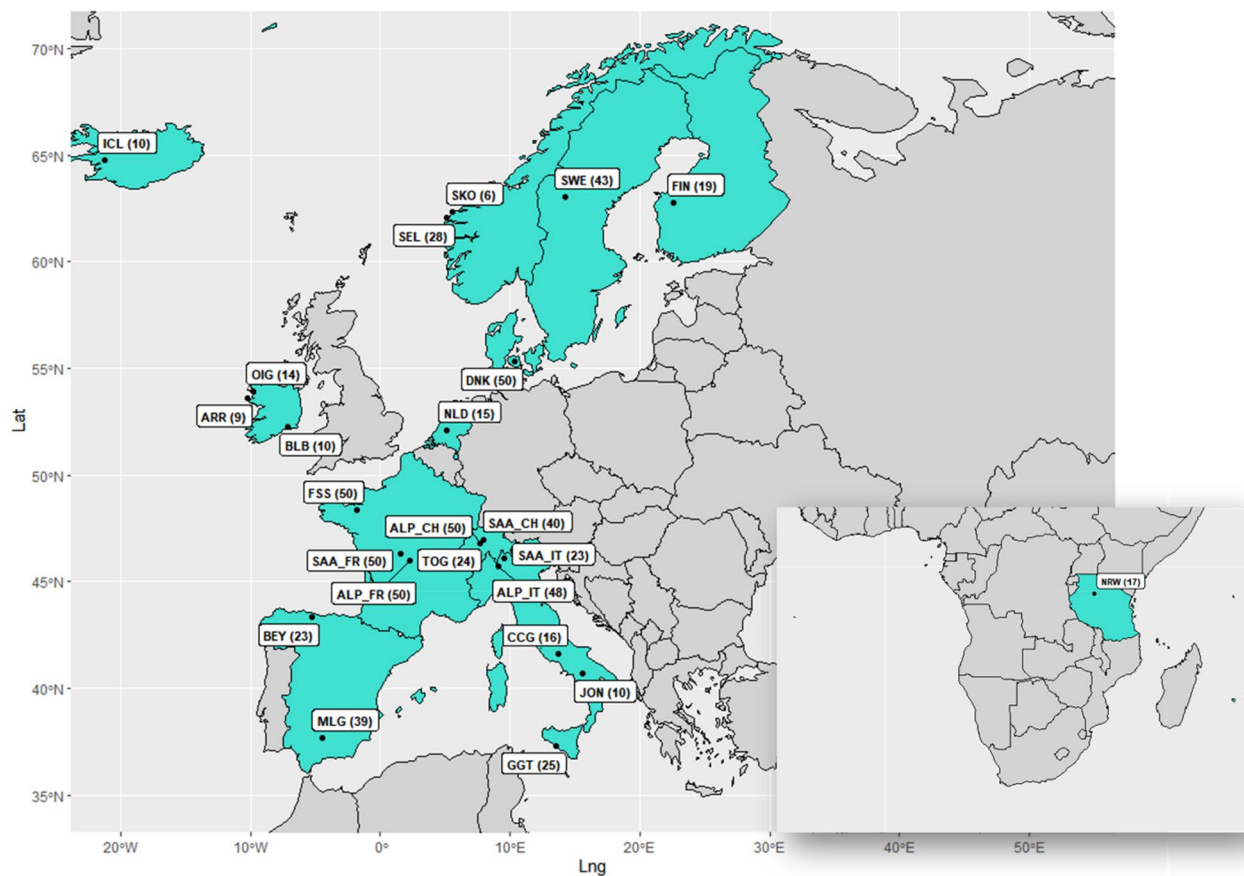 70°N
ICL (10)
65°N
SKO (6)
SWE (43)
FIN (19)
SEL (28)
60°N
55°N
OIG (14)
DNK (50)
ARR (9)
NLD (15)
BLB (10)
Lat
50°N
FSS (50)
ALP_CH (50)
SAA_CH (40)
SAA_FR (50)
TOG (24)
SAA_IT (23)
45°N
ALP_FR (50)
ALP_IT (48)
NRW (17)
BEY (23)
CCG (16)
40°N
JON (10)
MLG (39)
GGT (25)
35°N
20°W
10°W
0°
10°E
20°E
30°E
40°E
50°E
Lng